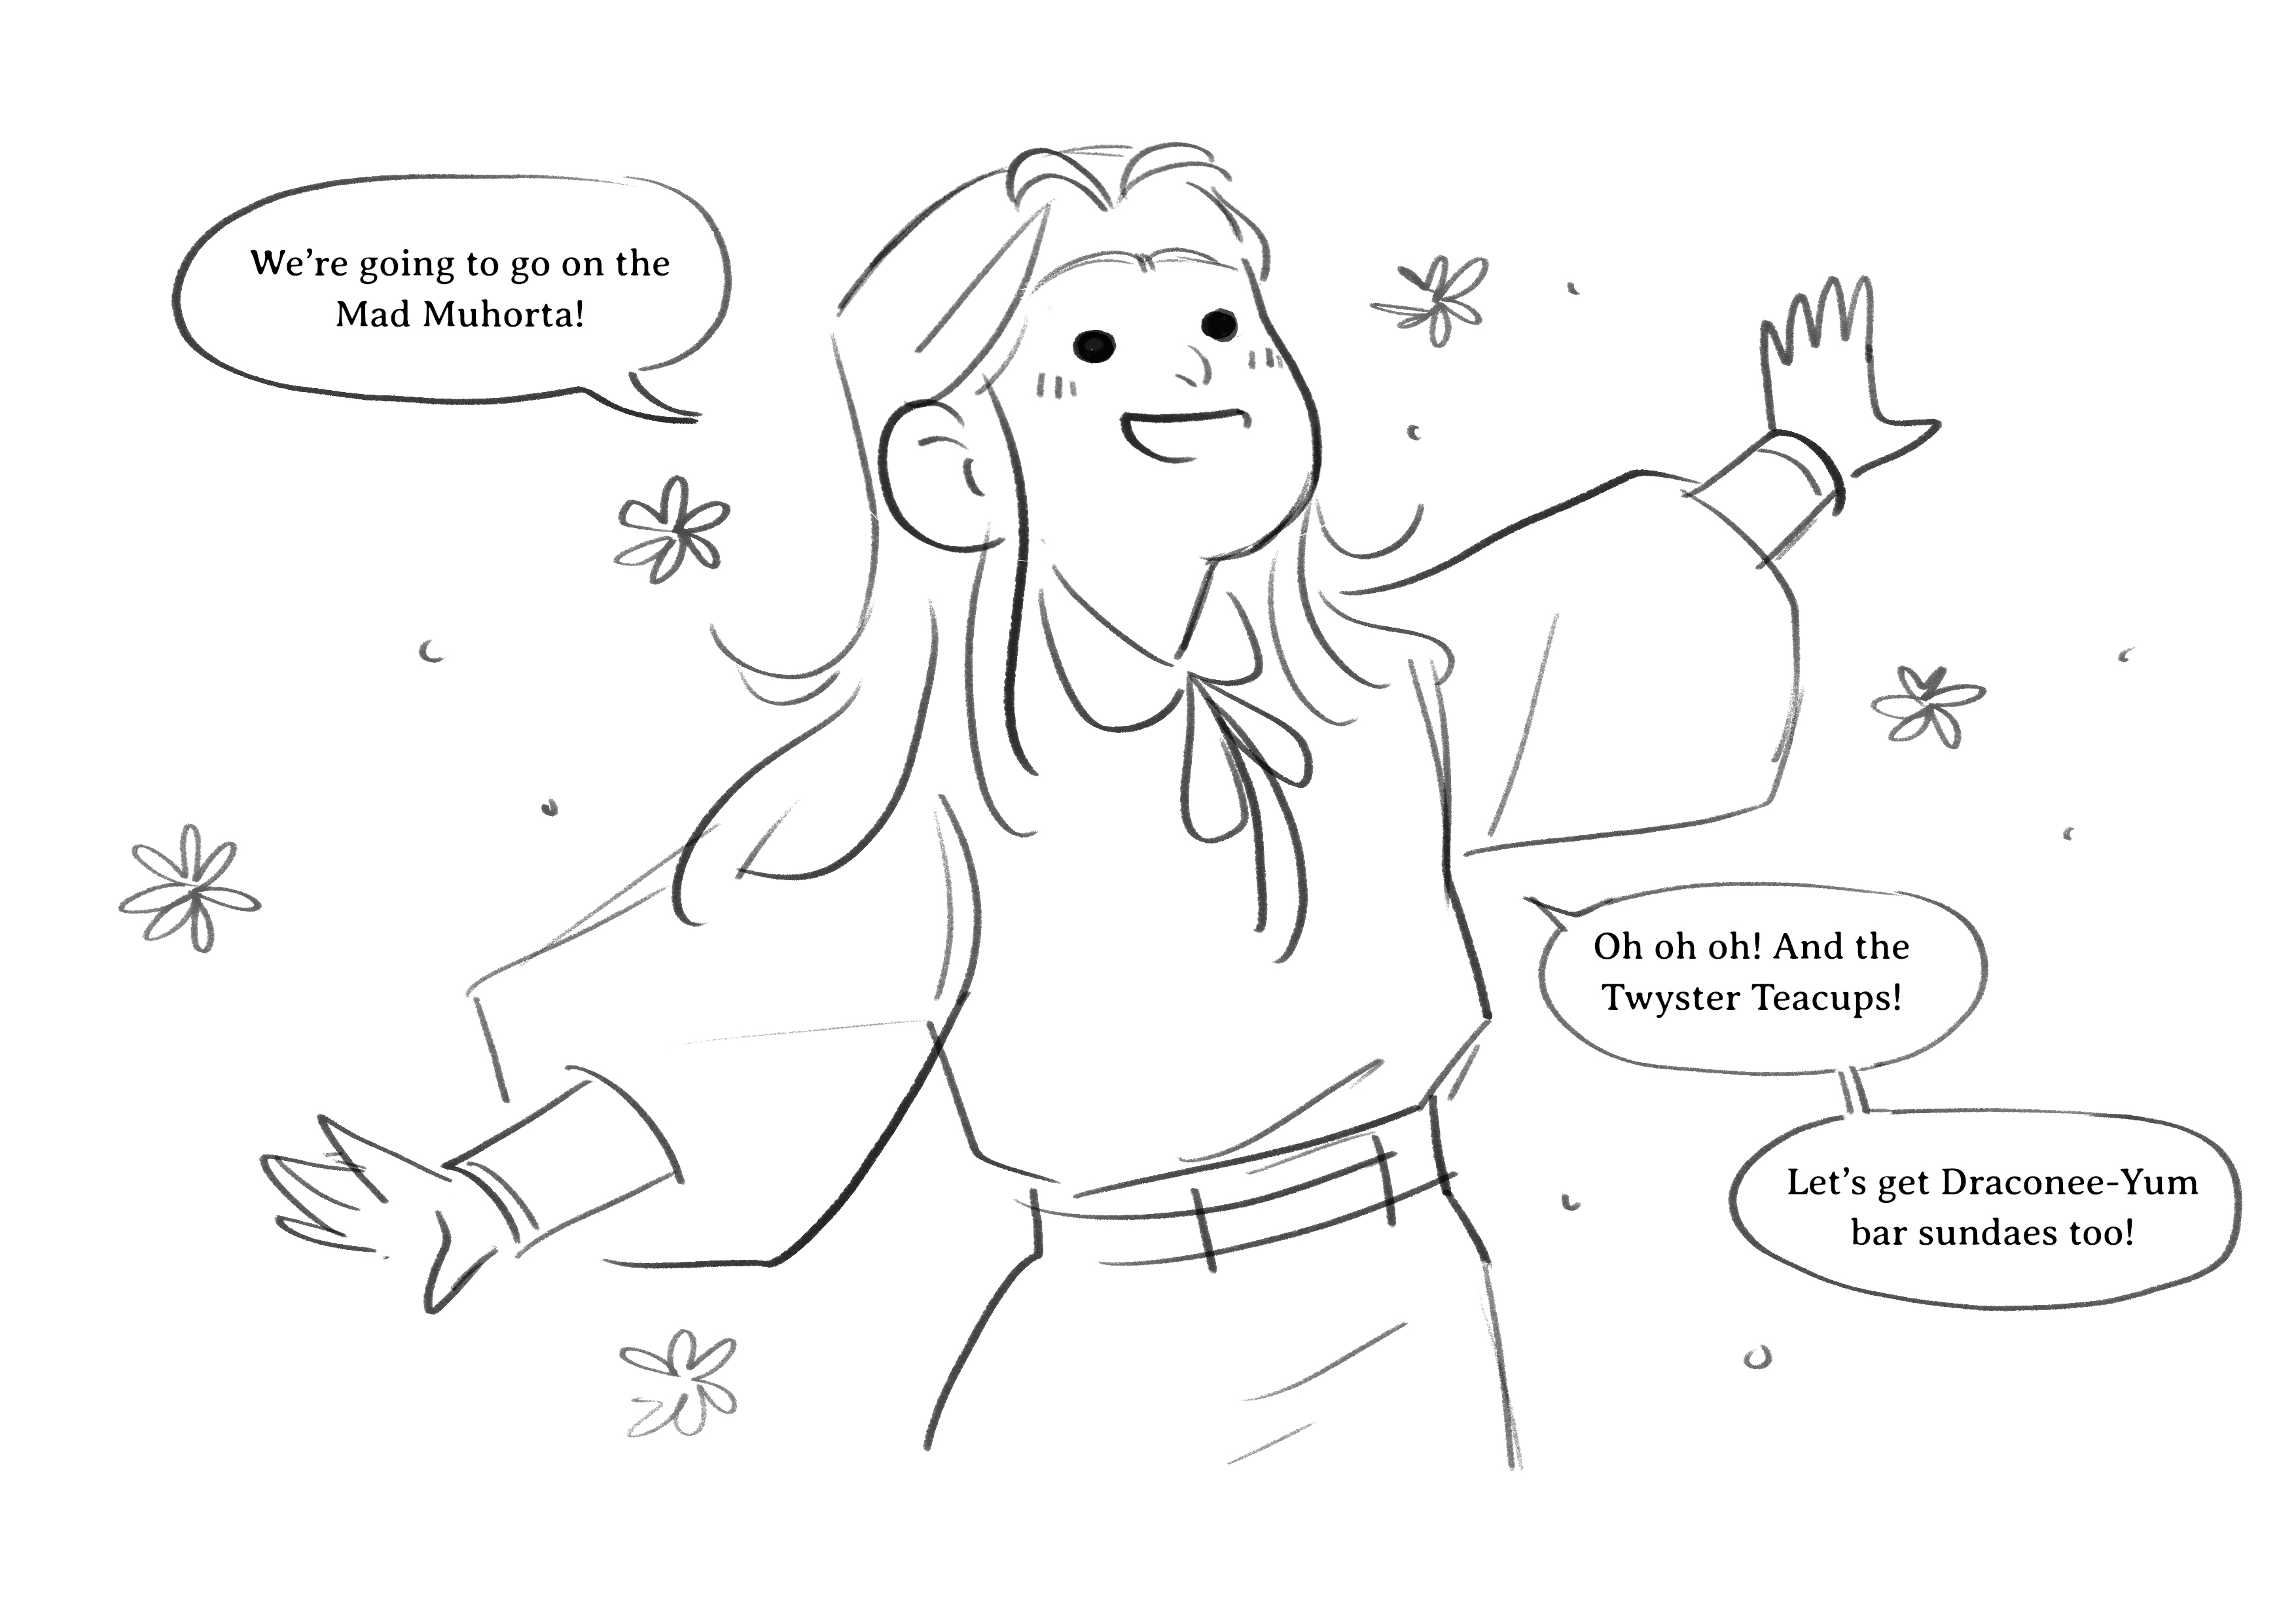 We’re going to go on the
Mad Muhorta!
Oh oh oh! And the
Twyster Teacups!
Let’s get Draconee-Yum
bar sundaes too!